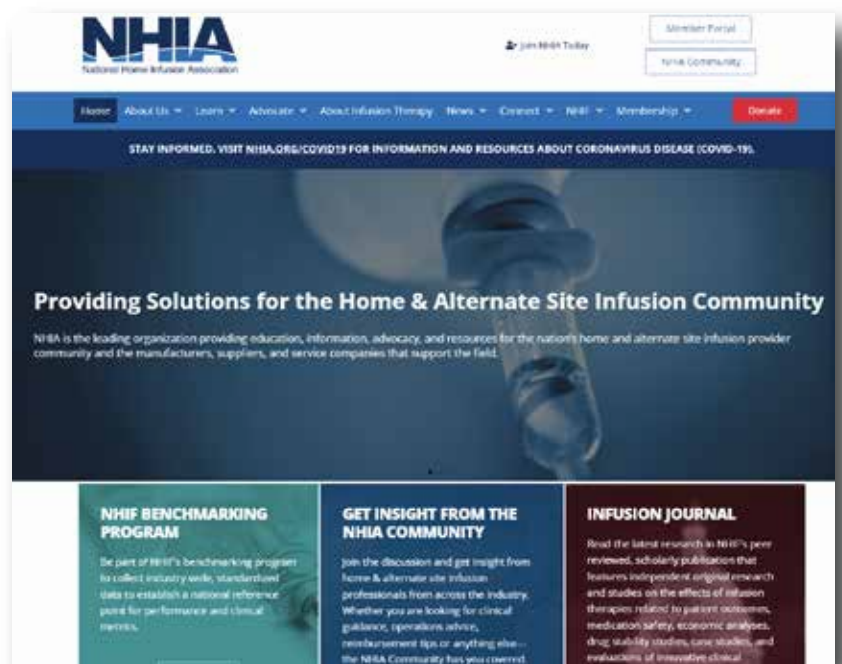 NHIA
National Home Infusion Association
Join NHIA Today
Member Portal
NHIA Community
Home About Us Learn Advocate About Infusion Therapy News Connect NHIF Membership Donate
STAY INFORMED. VISIT NHIA.ORG/COVID19 FOR INFORMATION AND RESOURCES ABOUT CORONAVIRUS DISEASE (COVID-19).
Providing Solutions for the Home & Alternate Site Infusion Community
NHIA is the leading organization providing education, information, advocacy, and resources for the nation's home and alternate site infusion provider
community and the manufacturers, suppliers, and service companies that support the field.
NHIF BENCHMARKING
PROGRAM
Be part of NHIF's benchmarking program
to collect industry wide, standardized
data to establish a national reference
point for performance and clinical
metrics.
GET INSIGHT FROM THE
NHIA COMMUNITY
Join the discussion and get insight from
home & alternate site infusion
professionals from across the industry.
Whether you are looking for clinical
guidance, operations advice,
reimbursement tips or anything else—
the NHIA Community has you covered.
INFUSION JOURNAL
Read the latest research in NHIF's peer
reviewed, scholarly publication that
features independent original research
and studies on the effects of infusion
therapies related to patient outcomes,
medication safety, economic analyses,
drug stability studies, case studies, and
evaluations of innovative clinical